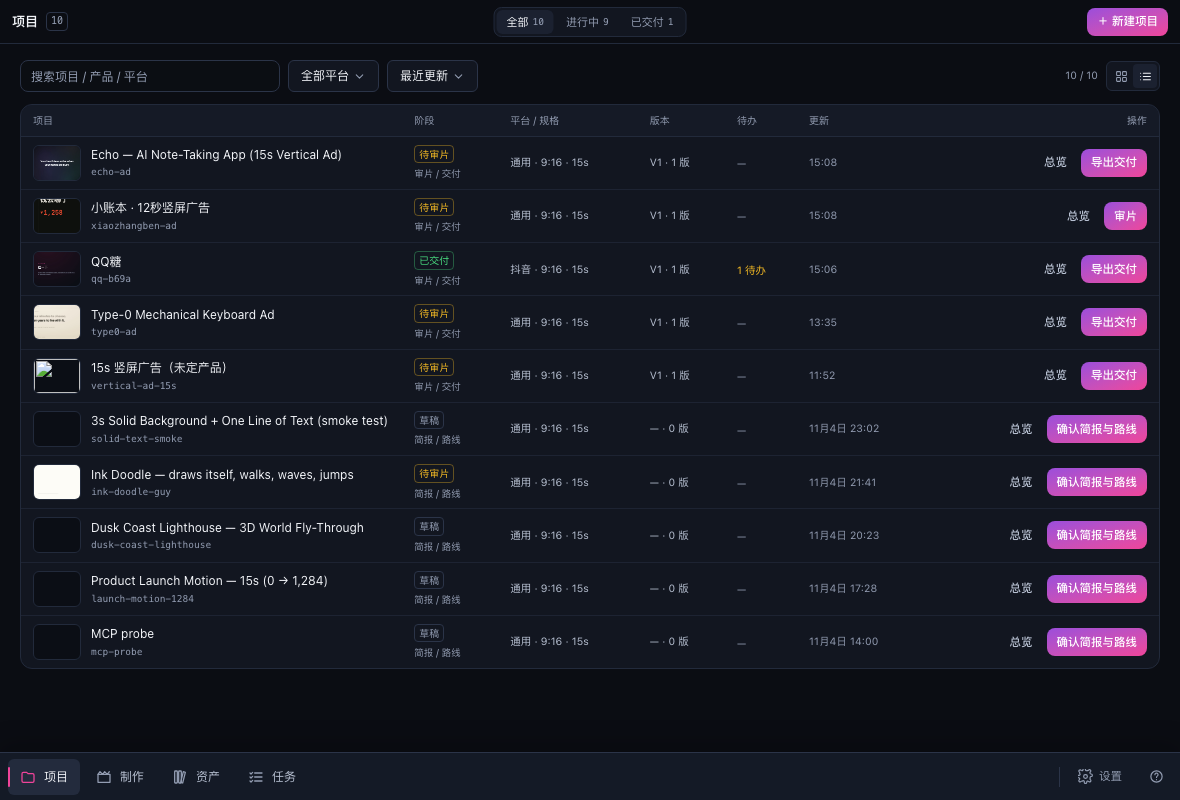 项目 10
全部 10 进行中 9 已交付 1
+ 新建项目
搜索项目 / 产品 / 平台 全部平台 最近更新 10 / 10
项目 阶段 平台 / 规格 版本 待办 更新 操作
Echo — AI Note-Taking App (15s Vertical Ad) 待审片
echo-ad 审片 / 交付 通用 · 9:16 · 15s V1 · 1 版 — 15:08 总览 导出交付
小账本 · 12秒竖屏广告 待审片
xiaozhangben-ad 审片 / 交付 通用 · 9:16 · 15s V1 · 1 版 — 15:08 总览 审片
QQ糖 已交付
qq-b69a 审片 / 交付 抖音 · 9:16 · 15s V1 · 1 版 1 待办 15:06 总览 导出交付
Type-0 Mechanical Keyboard Ad 待审片
type0-ad 审片 / 交付 通用 · 9:16 · 15s V1 · 1 版 — 13:35 总览 导出交付
15s 竖屏广告（未定产品） 待审片
vertical-ad-15s 审片 / 交付 通用 · 9:16 · 15s V1 · 1 版 — 11:52 总览 导出交付
3s Solid Background + One Line of Text (smoke test) 草稿
solid-text-smoke 简报 / 路线 通用 · 9:16 · 15s — · 0 版 — 11月4日 23:02 总览 确认简报与路线
Ink Doodle — draws itself, walks, waves, jumps 待审片
ink-doodle-guy 简报 / 路线 通用 · 9:16 · 15s — · 0 版 — 11月4日 21:41 总览 确认简报与路线
Dusk Coast Lighthouse — 3D World Fly-Through 草稿
dusk-coast-lighthouse 简报 / 路线 通用 · 9:16 · 15s — · 0 版 — 11月4日 20:23 总览 确认简报与路线
Product Launch Motion — 15s (0 → 1,284) 草稿
launch-motion-1284 简报 / 路线 通用 · 9:16 · 15s — · 0 版 — 11月4日 17:28 总览 确认简报与路线
MCP probe 草稿
mcp-probe 简报 / 路线 通用 · 9:16 · 15s — · 0 版 — 11月4日 14:00 总览 确认简报与路线
项目 制作 资产 任务 设置